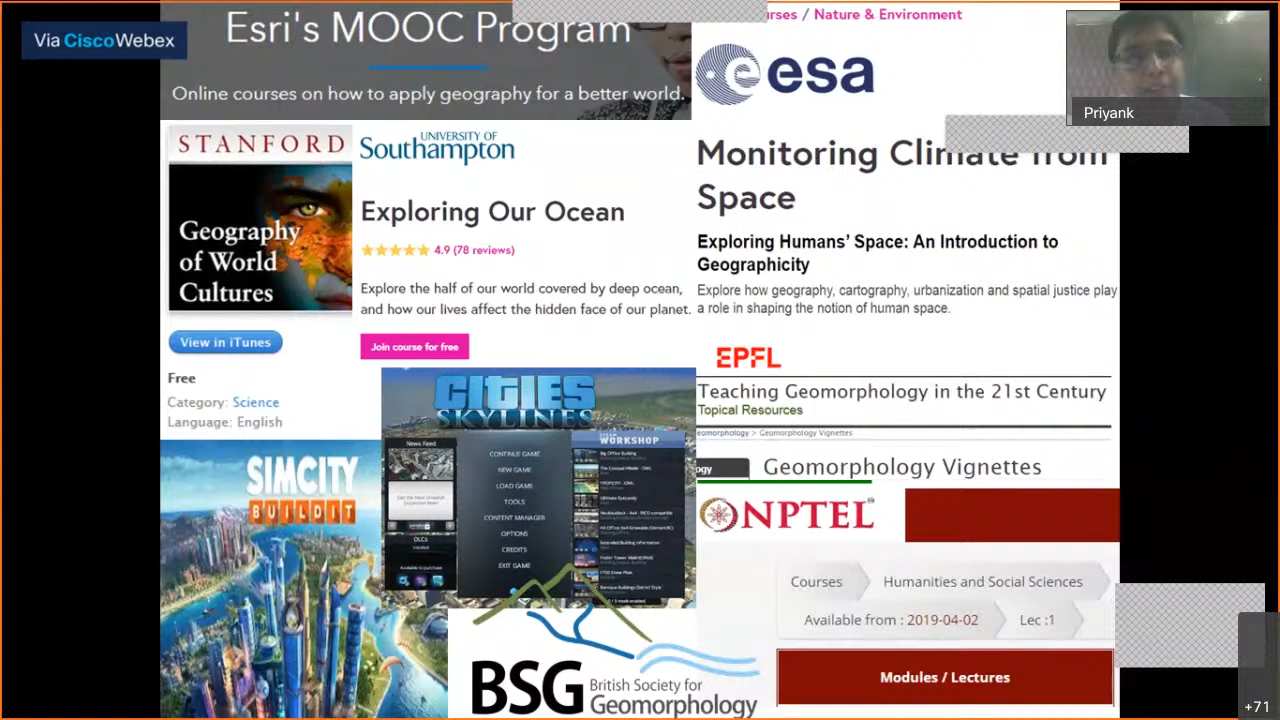 Via Cisco Webex
Esri's MOOC Program
Online courses on how to apply geography for a better world.
/ Nature & Environment
esa
Priyank
STANFORD
Geography
of World
Cultures
View in iTunes
Free
Category: Science
Language: English
UNIVERSITY OF
Southampton
Exploring Our Ocean
4.9 (78 reviews)
Explore the half of our world covered by deep ocean,
and how our lives affect the hidden face of our planet.
Join course for free
Monitoring Climate from
Space
Exploring Humans' Space: An Introduction to
Geographicity
Explore how geography, cartography, urbanization and spatial justice play
a role in shaping the notion of human space.
EPFL
Teaching Geomorphology in the 21st Century
Topical Resources
> Geomorphology Vignettes
Geomorphology Vignettes
CITIES
SKYLINES
News Feed
CONTINUE GAME
NEW GAME
LOAD GAME
TOOLS
CONTENT MANAGER
OPTIONS
CREDITS
EXIT GAME
WORKSHOP
SIMCITY
BUILDIT
NPTEL
Courses
Humanities and Social Sciences
Available from : 2019-04-02
Lec :1
Modules / Lectures
BSG
British Society for
Geomorphology
+71